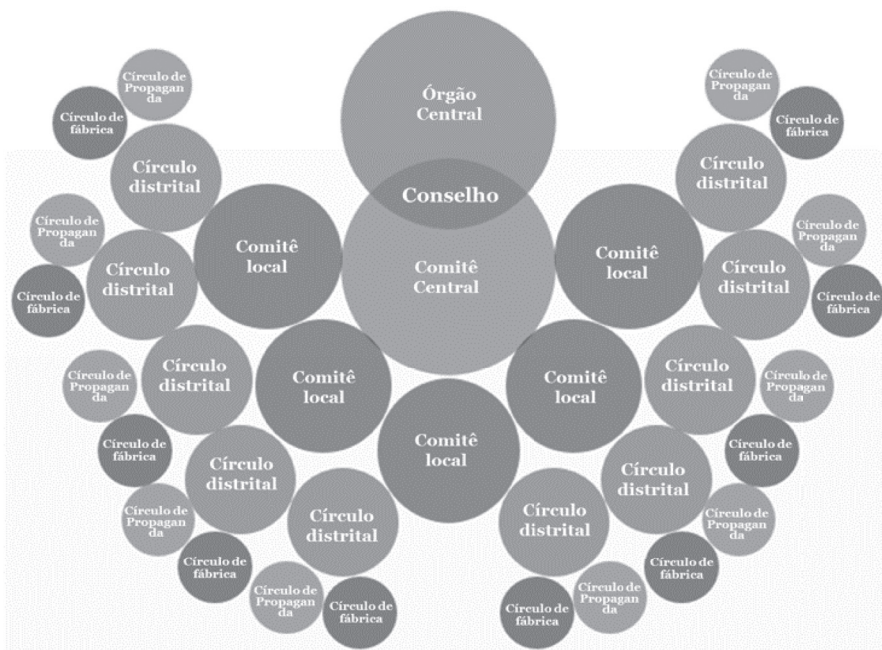 Círculo de
Propagan
da
Órgão
Central
Círculo de
Propagan
da
Círculo de
fábrica
Círculo de
fábrica
Círculo
distrital
Conselho
Círculo
distrital
Círculo de
Propagan
da
Comitê
local
Comitê
Central
Comitê
local
Círculo de
Propagan
da
Círculo de
fábrica
Círculo
distrital
Círculo
distrital
Círculo de
fábrica
Círculo de
Propagan
da
Círculo
distrital
Comitê
local
Comitê
local
Círculo
distrital
Círculo de
Propagan
da
Círculo de
fábrica
Comitê
local
Círculo de
fábrica
Círculo
distrital
Círculo
distrital
Círculo de
Propagan
da
Círculo
distrital
Círculo
distrital
Círculo de
Propagan
da
Círculo de
fábrica
Círculo de
fábrica
Círculo de
Propagan
da
Círculo de
fábrica
Círculo de
fábrica
Círculo de
Propagan
da